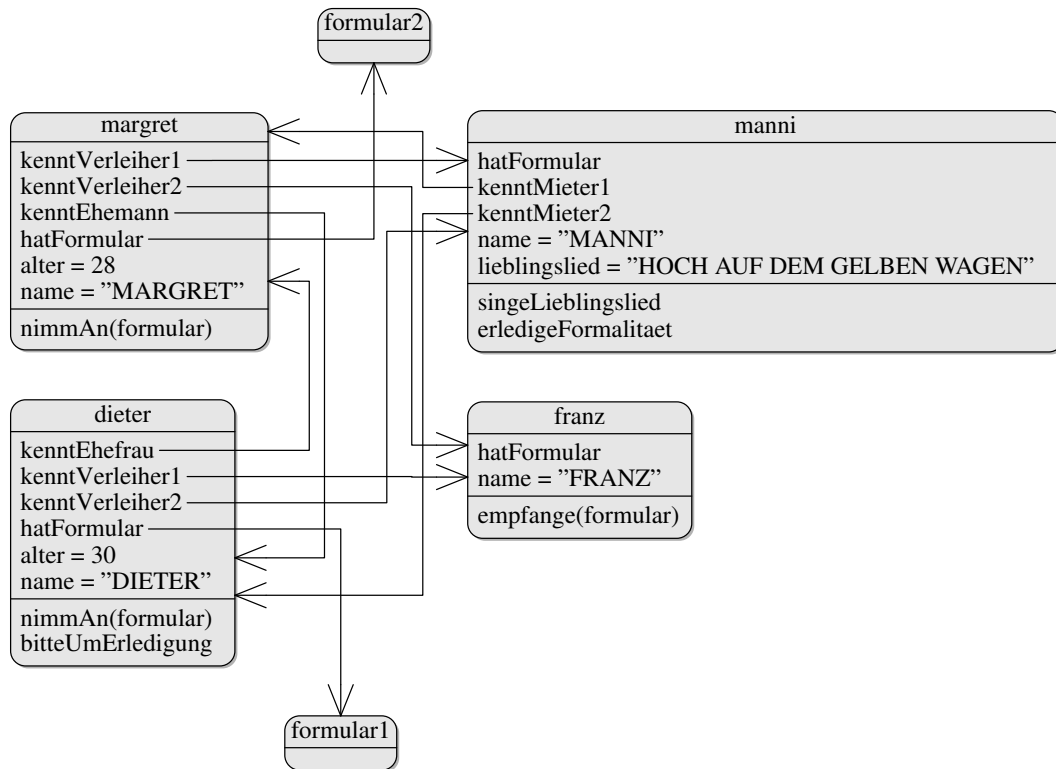 formular2
margret
kenntVerleiher1
kenntVerleiher2
kenntEhemann
hatFormular
alter = 28
name = ”MARGRET”
nimmAn(formular)
manni
hatFormular
kenntMieter1
kenntMieter2
name = ”MANNI”
lieblingslied = ”HOCH AUF DEM GELBEN WAGEN”
singeLieblingslied
erledigeFormalitaet
dieter
kenntEhefrau
kenntVerleiher1
kenntVerleiher2
hatFormular
alter = 30
name = ”DIETER”
nimmAn(formular)
bitteUmErledigung
franz
hatFormular
name = ”FRANZ”
empfange(formular)
formular1